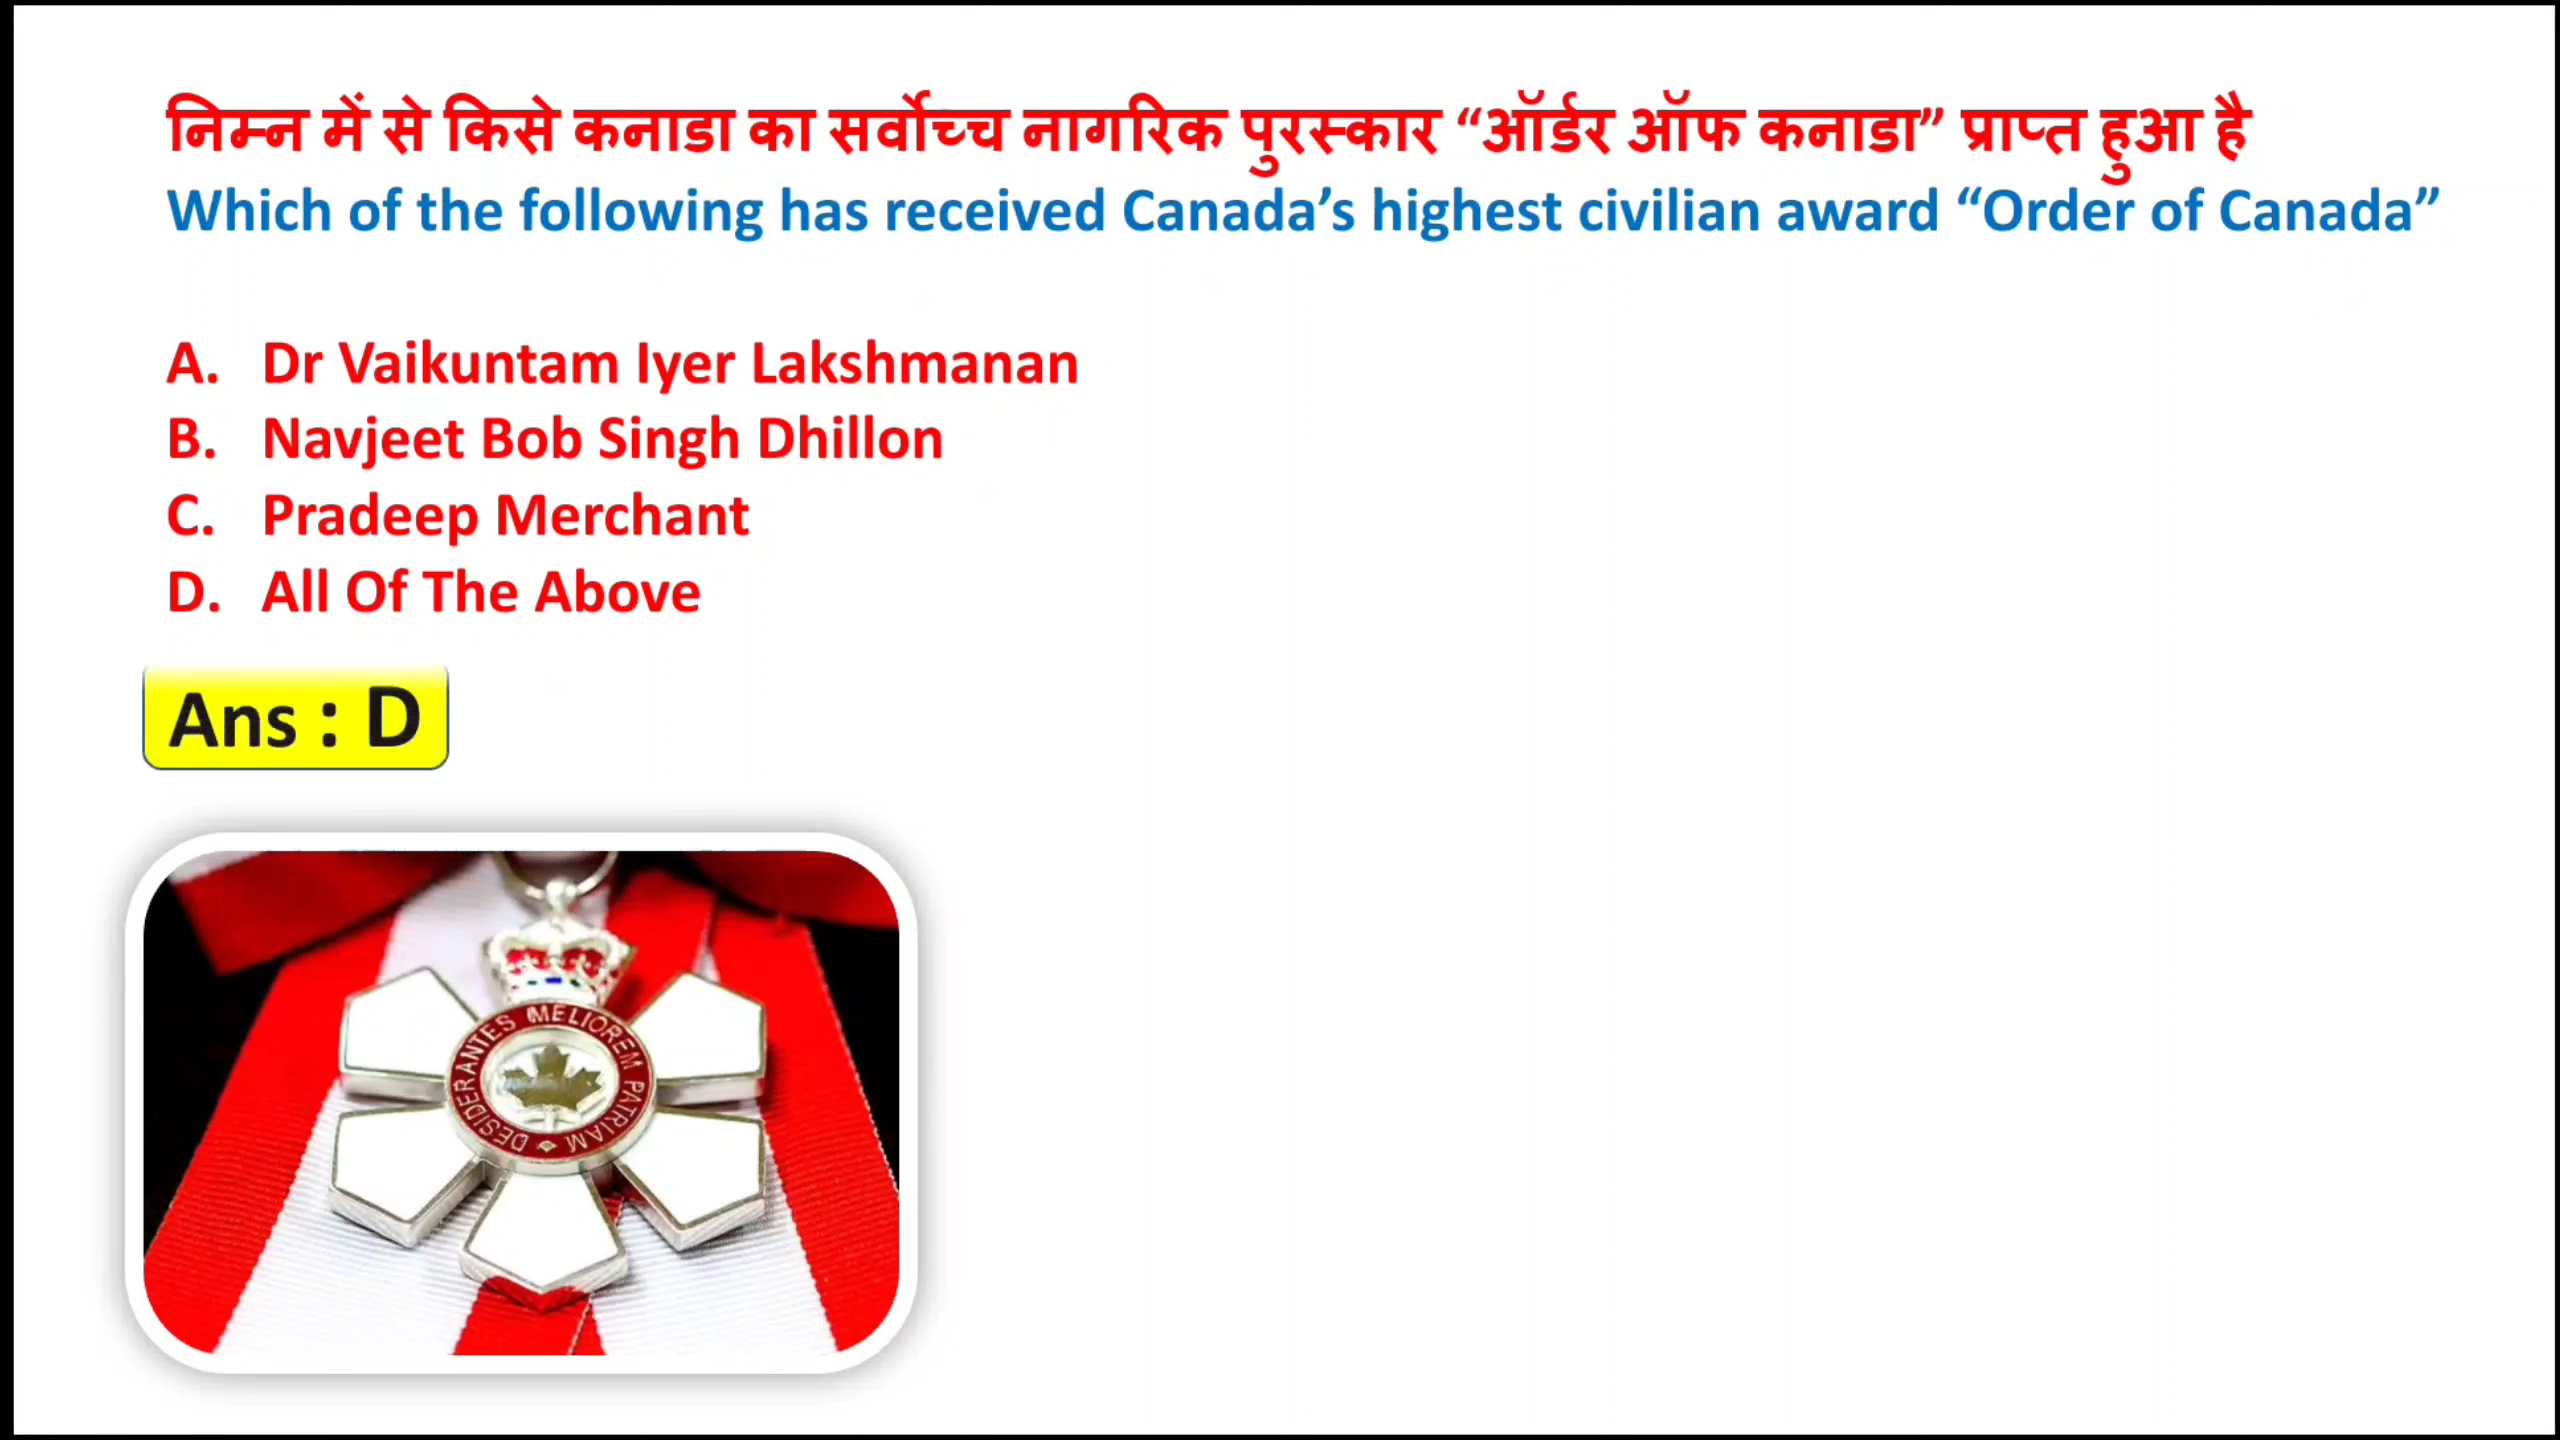 निम्न में से किसे कनाडा का सर्वोच्च नागरिक पुरस्कार “ऑर्डर ऑफ कनाडा” प्राप्त हुआ है
Which of the following has received Canada’s highest civilian award “Order of Canada”
A. Dr Vaikuntam Iyer Lakshmanan
B. Navjeet Bob Singh Dhillon
C. Pradeep Merchant
D. All Of The Above
Ans : D
DESIDERANTES MELIOREM PATRIAM